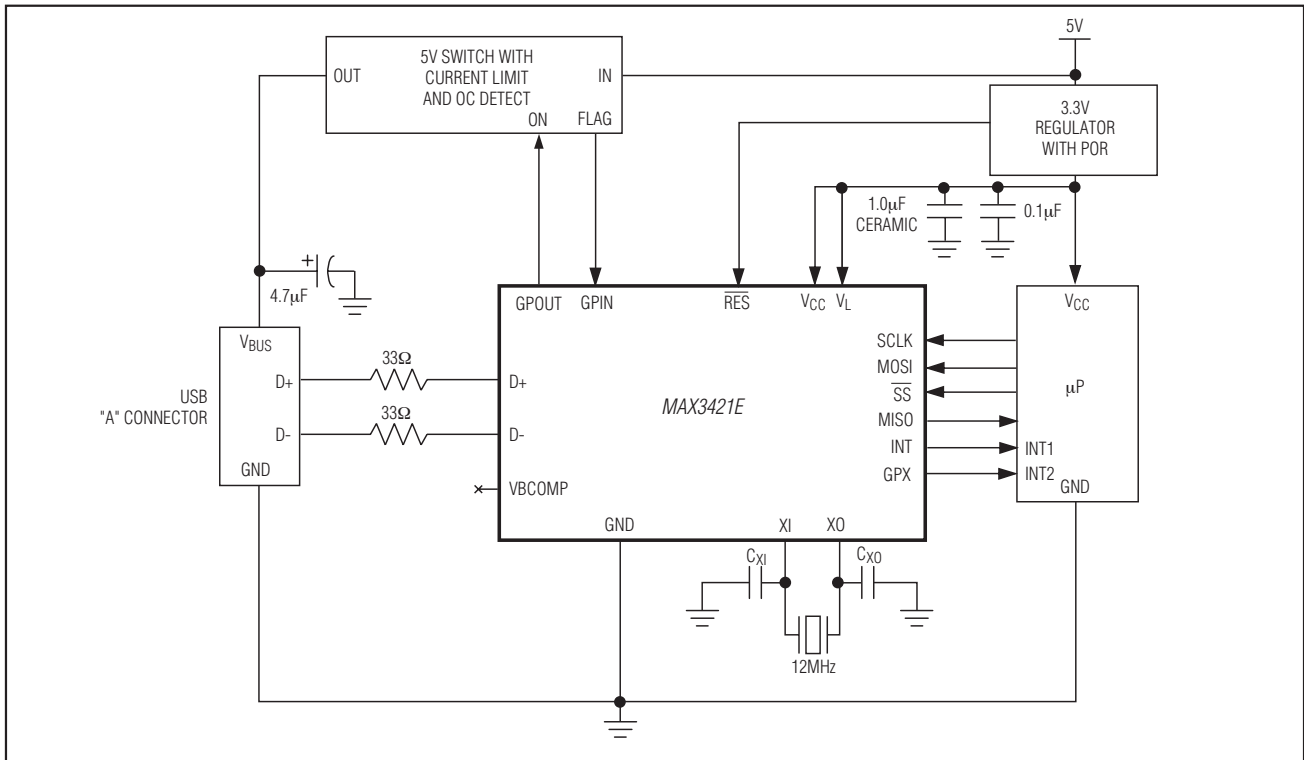 5V
5V SWITCH WITH
CURRENT LIMIT
AND OC DETECT
OUT
IN
ON
FLAG
3.3V
REGULATOR
WITH POR
1.0µF
CERAMIC
0.1µF
+
4.7µF
GPOUT
GPIN
RES
VCC
VL
VCC
VBUS
USB
"A" CONNECTOR
D+
33Ω
D+
D-
33Ω
D-
GND
VBCOMP
MAX3421E
SCLK
MOSI
SS
MISO
INT
GPX
µP
INT1
INT2
GND
GND
XI
XO
CXI
CXO
12MHz